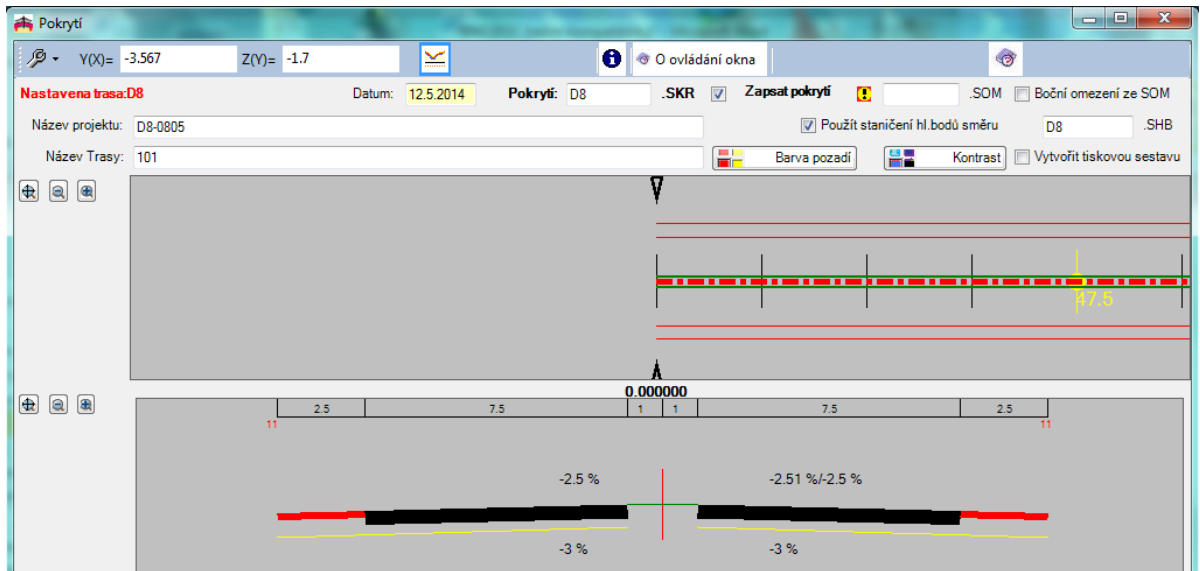 Pokrytí
Y(X)= -3.567 Z(Y)= -1.7 O ovládání okna
Nastavena trasa:D8 Datum: 12.5.2014 Pokrytí: D8 .SKR Zapsat pokrytí .SOM Boční omezení ze SOM
Název projektu: D8-0805 Použít staničení hl.bodů směru D8 .SHB
Název Trasy: 101 Barva pozadí Kontrast Vytvořit tiskovou sestavu
47.5
0.000000
2.5 7.5 1 1 7.5 2.5
11 11
-2.5 % -2.51 %/-2.5 %
-3 % -3 %